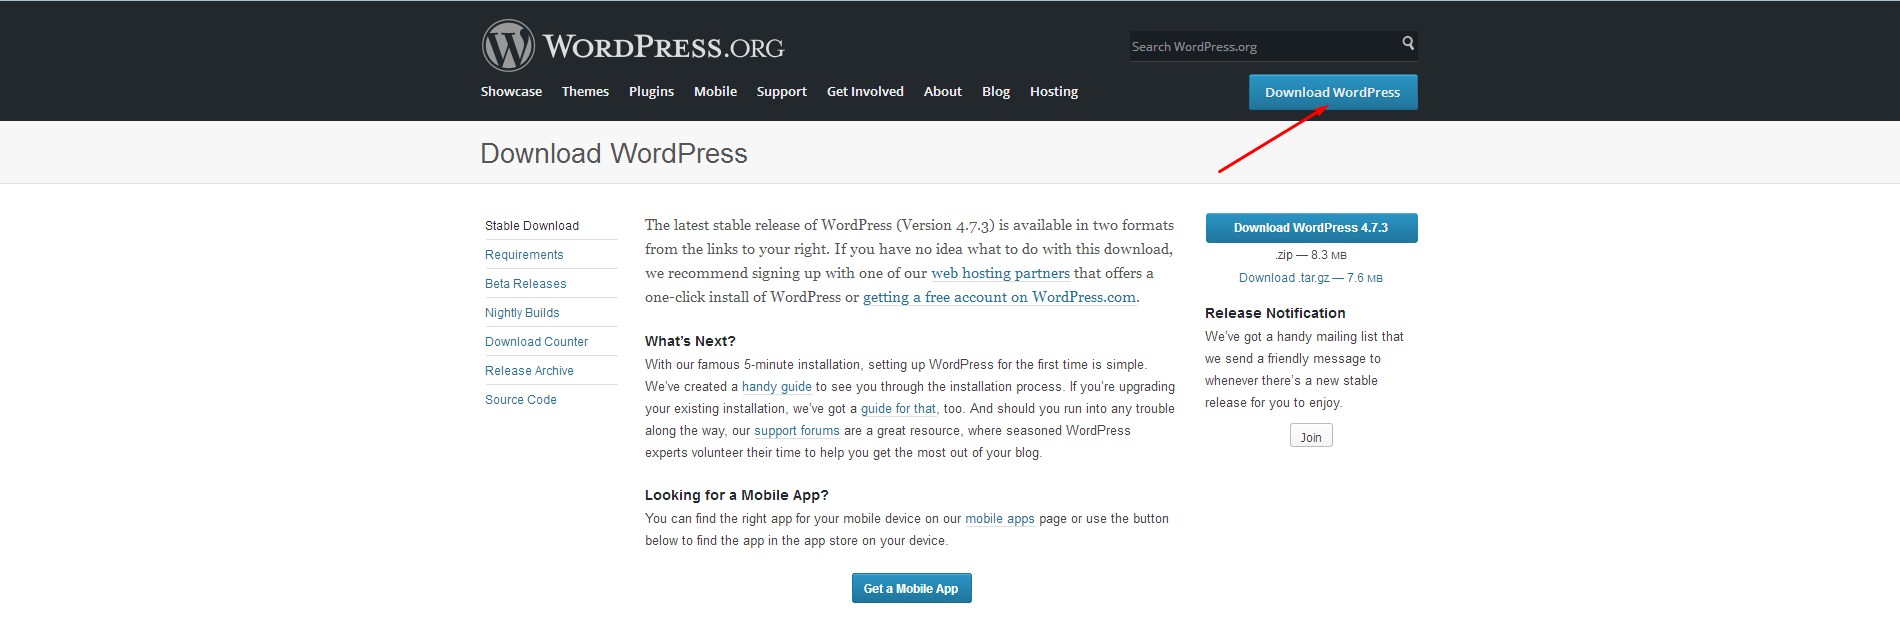 WORDPRESS.ORG
Search WordPress.org
Showcase Themes Plugins Mobile Support Get Involved About Blog Hosting
Download WordPress
Download WordPress
Stable Download
Requirements
Beta Releases
Nightly Builds
Download Counter
Release Archive
Source Code
The latest stable release of WordPress (Version 4.7.3) is available in two formats
from the links to your right. If you have no idea what to do with this download,
we recommend signing up with one of our web hosting partners that offers a
one-click install of WordPress or getting a free account on WordPress.com.
What's Next?
With our famous 5-minute installation, setting up WordPress for the first time is simple.
We've created a handy guide to see you through the installation process. If you're upgrading
your existing installation, we've got a guide for that, too. And should you run into any trouble
along the way, our support forums are a great resource, where seasoned WordPress
experts volunteer their time to help you get the most out of your blog.
Looking for a Mobile App?
You can find the right app for your mobile device on our mobile apps page or use the button
below to find the app in the app store on your device.
Get a Mobile App
Download WordPress 4.7.3
.zip — 8.3 MB
Download .tar.gz — 7.6 MB
Release Notification
We've got a handy mailing list that
we send a friendly message to
whenever there's a new stable
release for you to enjoy.
Join